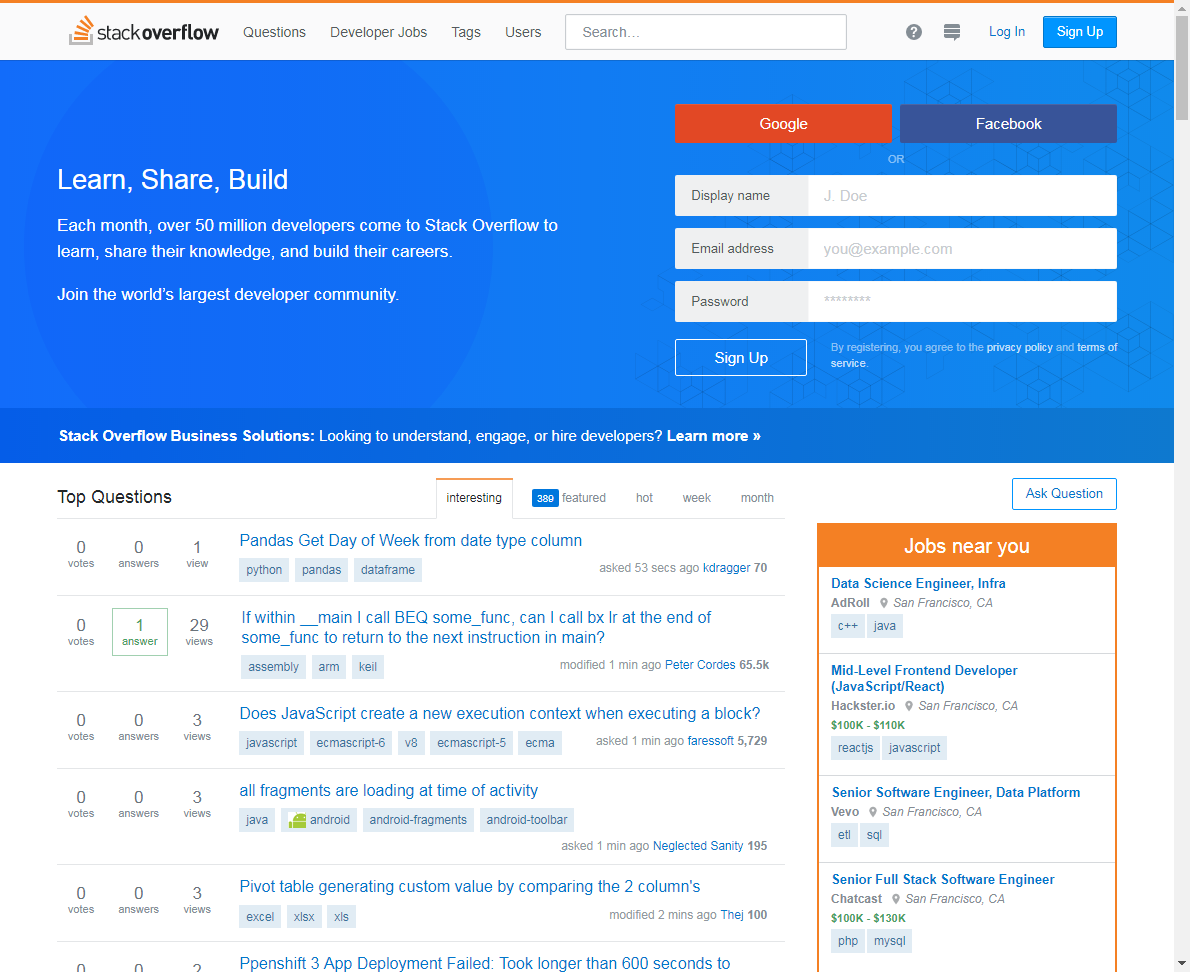 stackoverflow Questions Developer Jobs Tags Users Search... Log In Sign Up
Google Facebook
OR
Learn, Share, Build
Each month, over 50 million developers come to Stack Overflow to
learn, share their knowledge, and build their careers.
Join the world's largest developer community.
Display name J. Doe
Email address you@example.com
Password ********
Sign Up
By registering, you agree to the privacy policy and terms of
service.
Stack Overflow Business Solutions: Looking to understand, engage, or hire developers? Learn more »
Top Questions interesting 389 featured hot week month
Ask Question
0 votes 0 answers 1 view
Pandas Get Day of Week from date type column
python pandas dataframe
asked 53 secs ago kdragger 70
0 votes 1 answer 29 views
If within __main I call BEQ some_func, can I call bx lr at the end of
some_func to return to the next instruction in main?
assembly arm keil
modified 1 min ago Peter Cordes 65.5k
0 votes 0 answers 3 views
Does JavaScript create a new execution context when executing a block?
javascript ecmascript-6 v8 ecmascript-5 ecma
asked 1 min ago faressoft 5,729
0 votes 0 answers 3 views
all fragments are loading at time of activity
java android android-fragments android-toolbar
asked 1 min ago Neglected Sanity 195
0 votes 0 answers 3 views
Pivot table generating custom value by comparing the 2 column's
excel xlsx xls
modified 2 mins ago Thej 100
0 0 2
Ppenshift 3 App Deployment Failed: Took longer than 600 seconds to
Jobs near you
Data Science Engineer, Infra
AdRoll San Francisco, CA
c++ java
Mid-Level Frontend Developer
(JavaScript/React)
Hackster.io San Francisco, CA
$100K - $110K
reactjs javascript
Senior Software Engineer, Data Platform
Vevo San Francisco, CA
etl sql
Senior Full Stack Software Engineer
Chatcast San Francisco, CA
$100K - $130K
php mysql